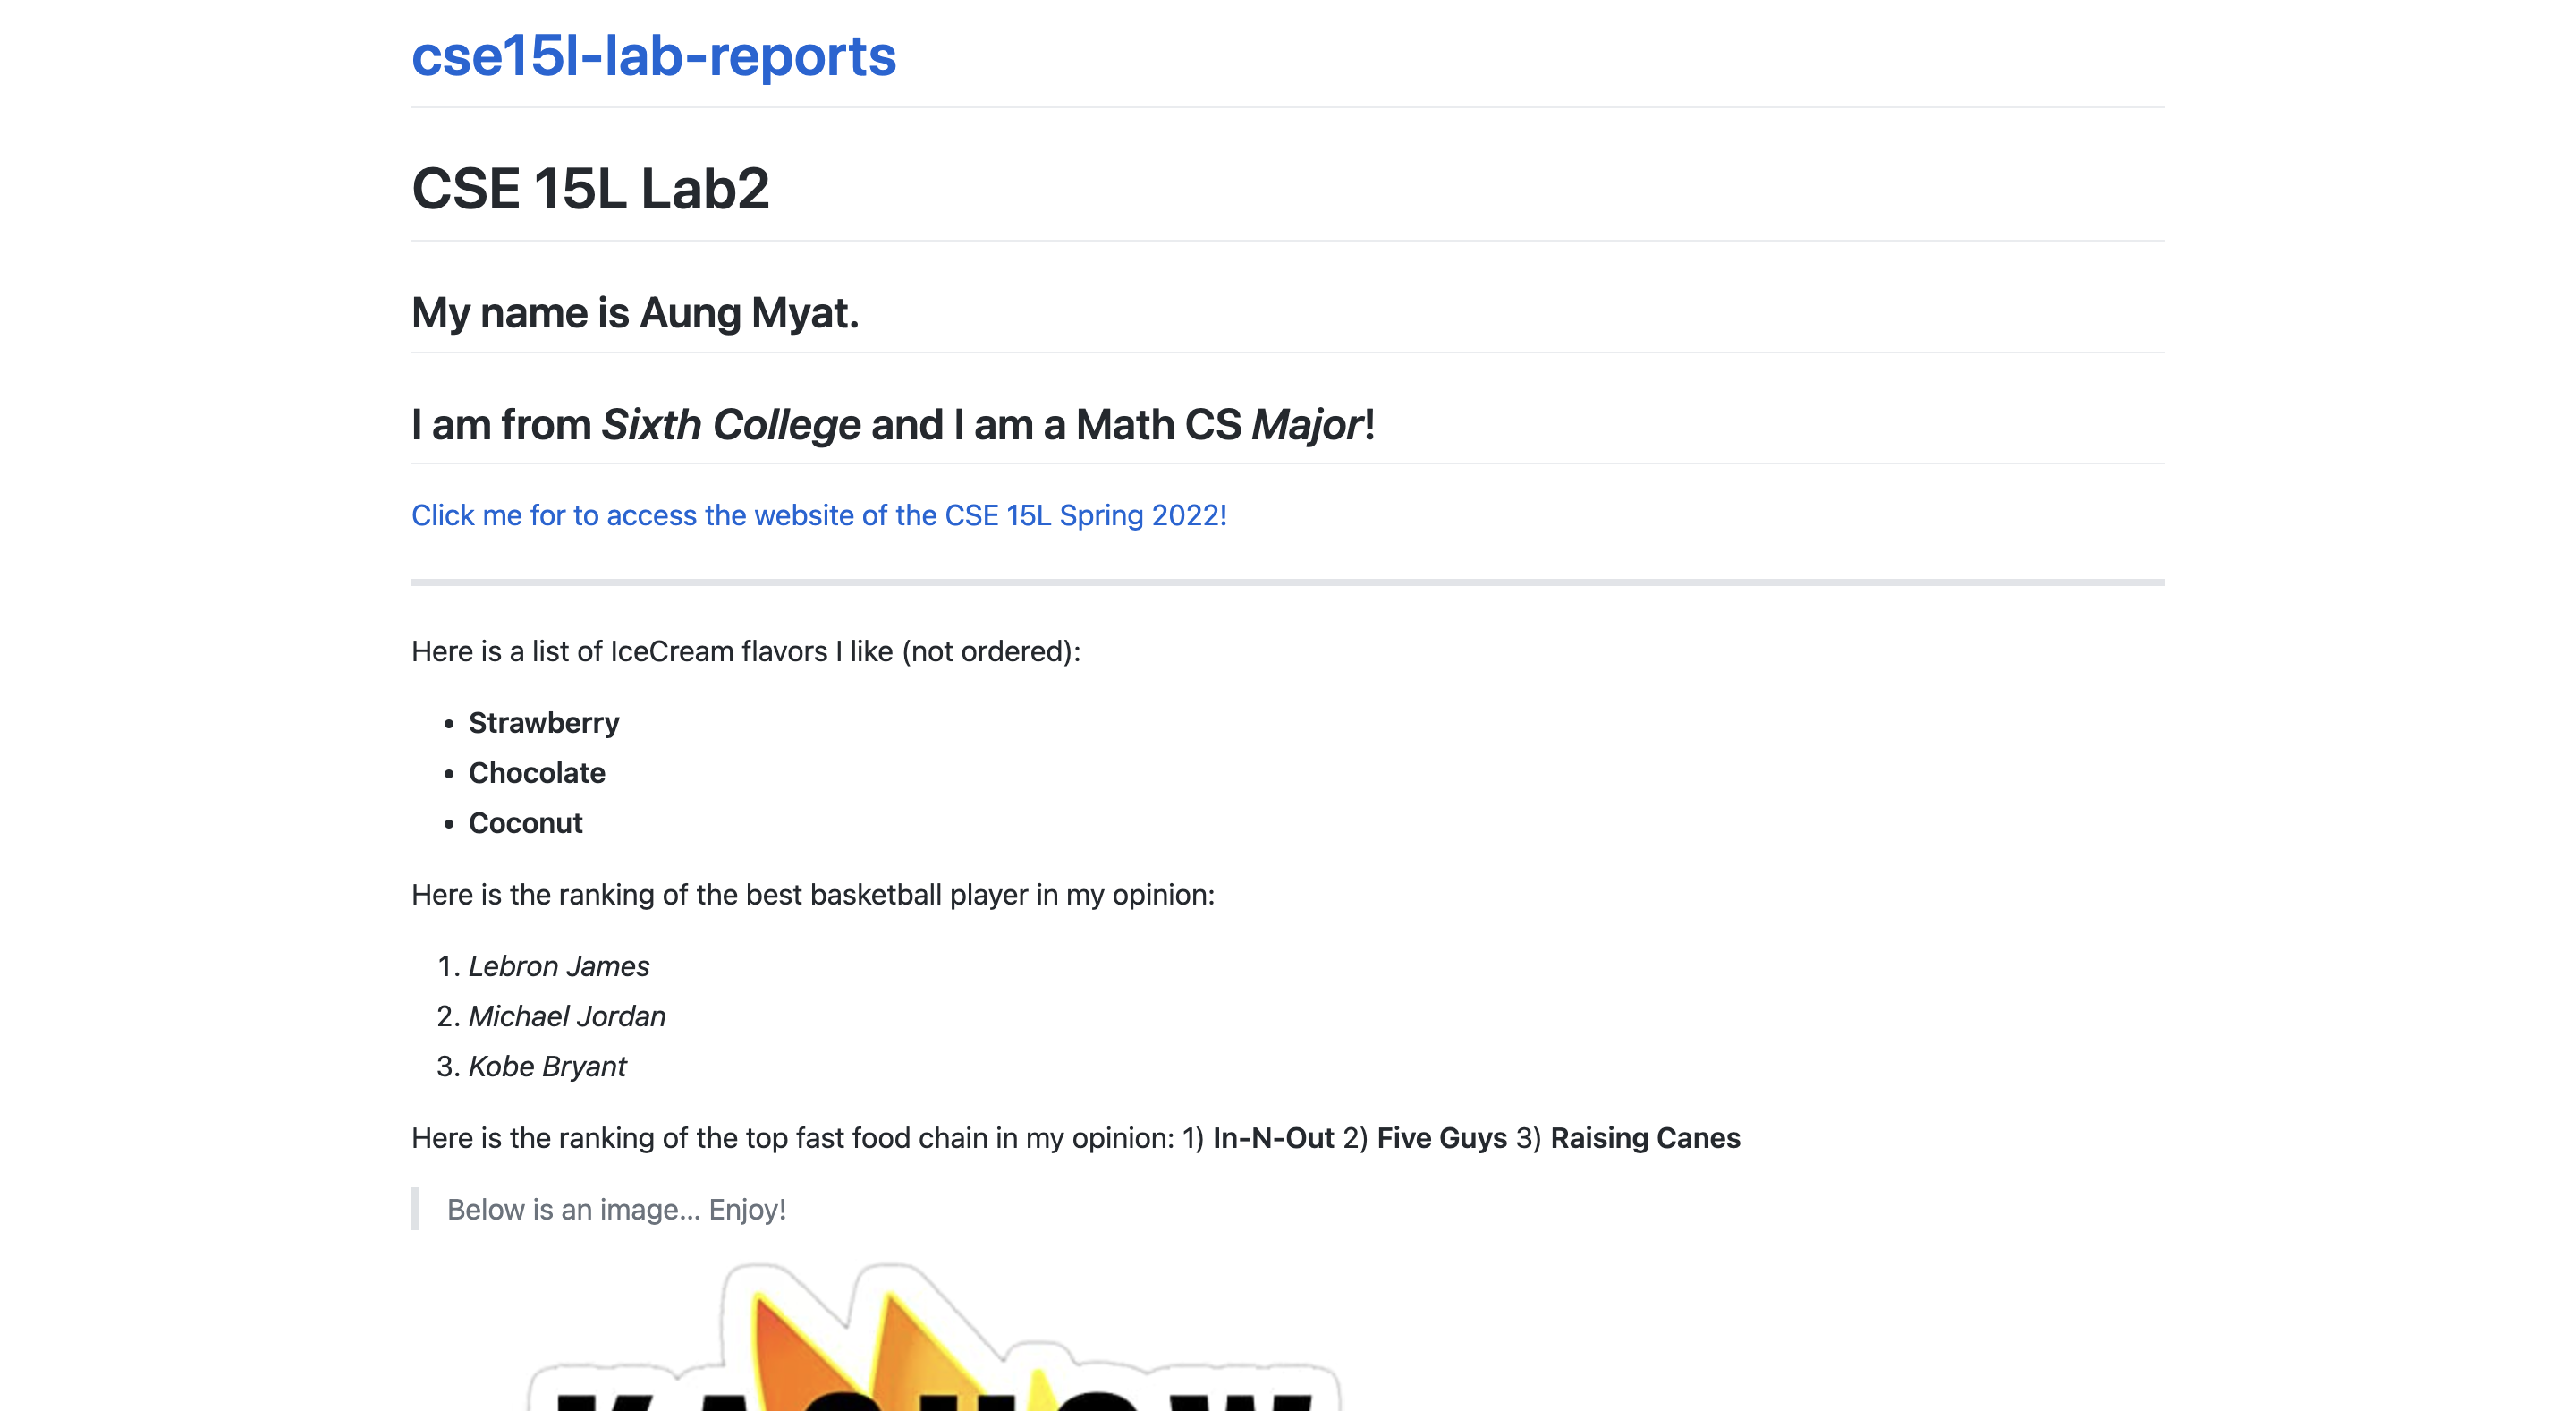 cse15l-lab-reports
CSE 15L Lab2
My name is Aung Myat.
I am from Sixth College and I am a Math CS Major!
Click me for to access the website of the CSE 15L Spring 2022!
Here is a list of IceCream flavors I like (not ordered):
• Strawberry
• Chocolate
• Coconut
Here is the ranking of the best basketball player in my opinion:
1. Lebron James
2. Michael Jordan
3. Kobe Bryant
Here is the ranking of the top fast food chain in my opinion: 1) In-N-Out 2) Five Guys 3) Raising Canes
Below is an image... Enjoy!